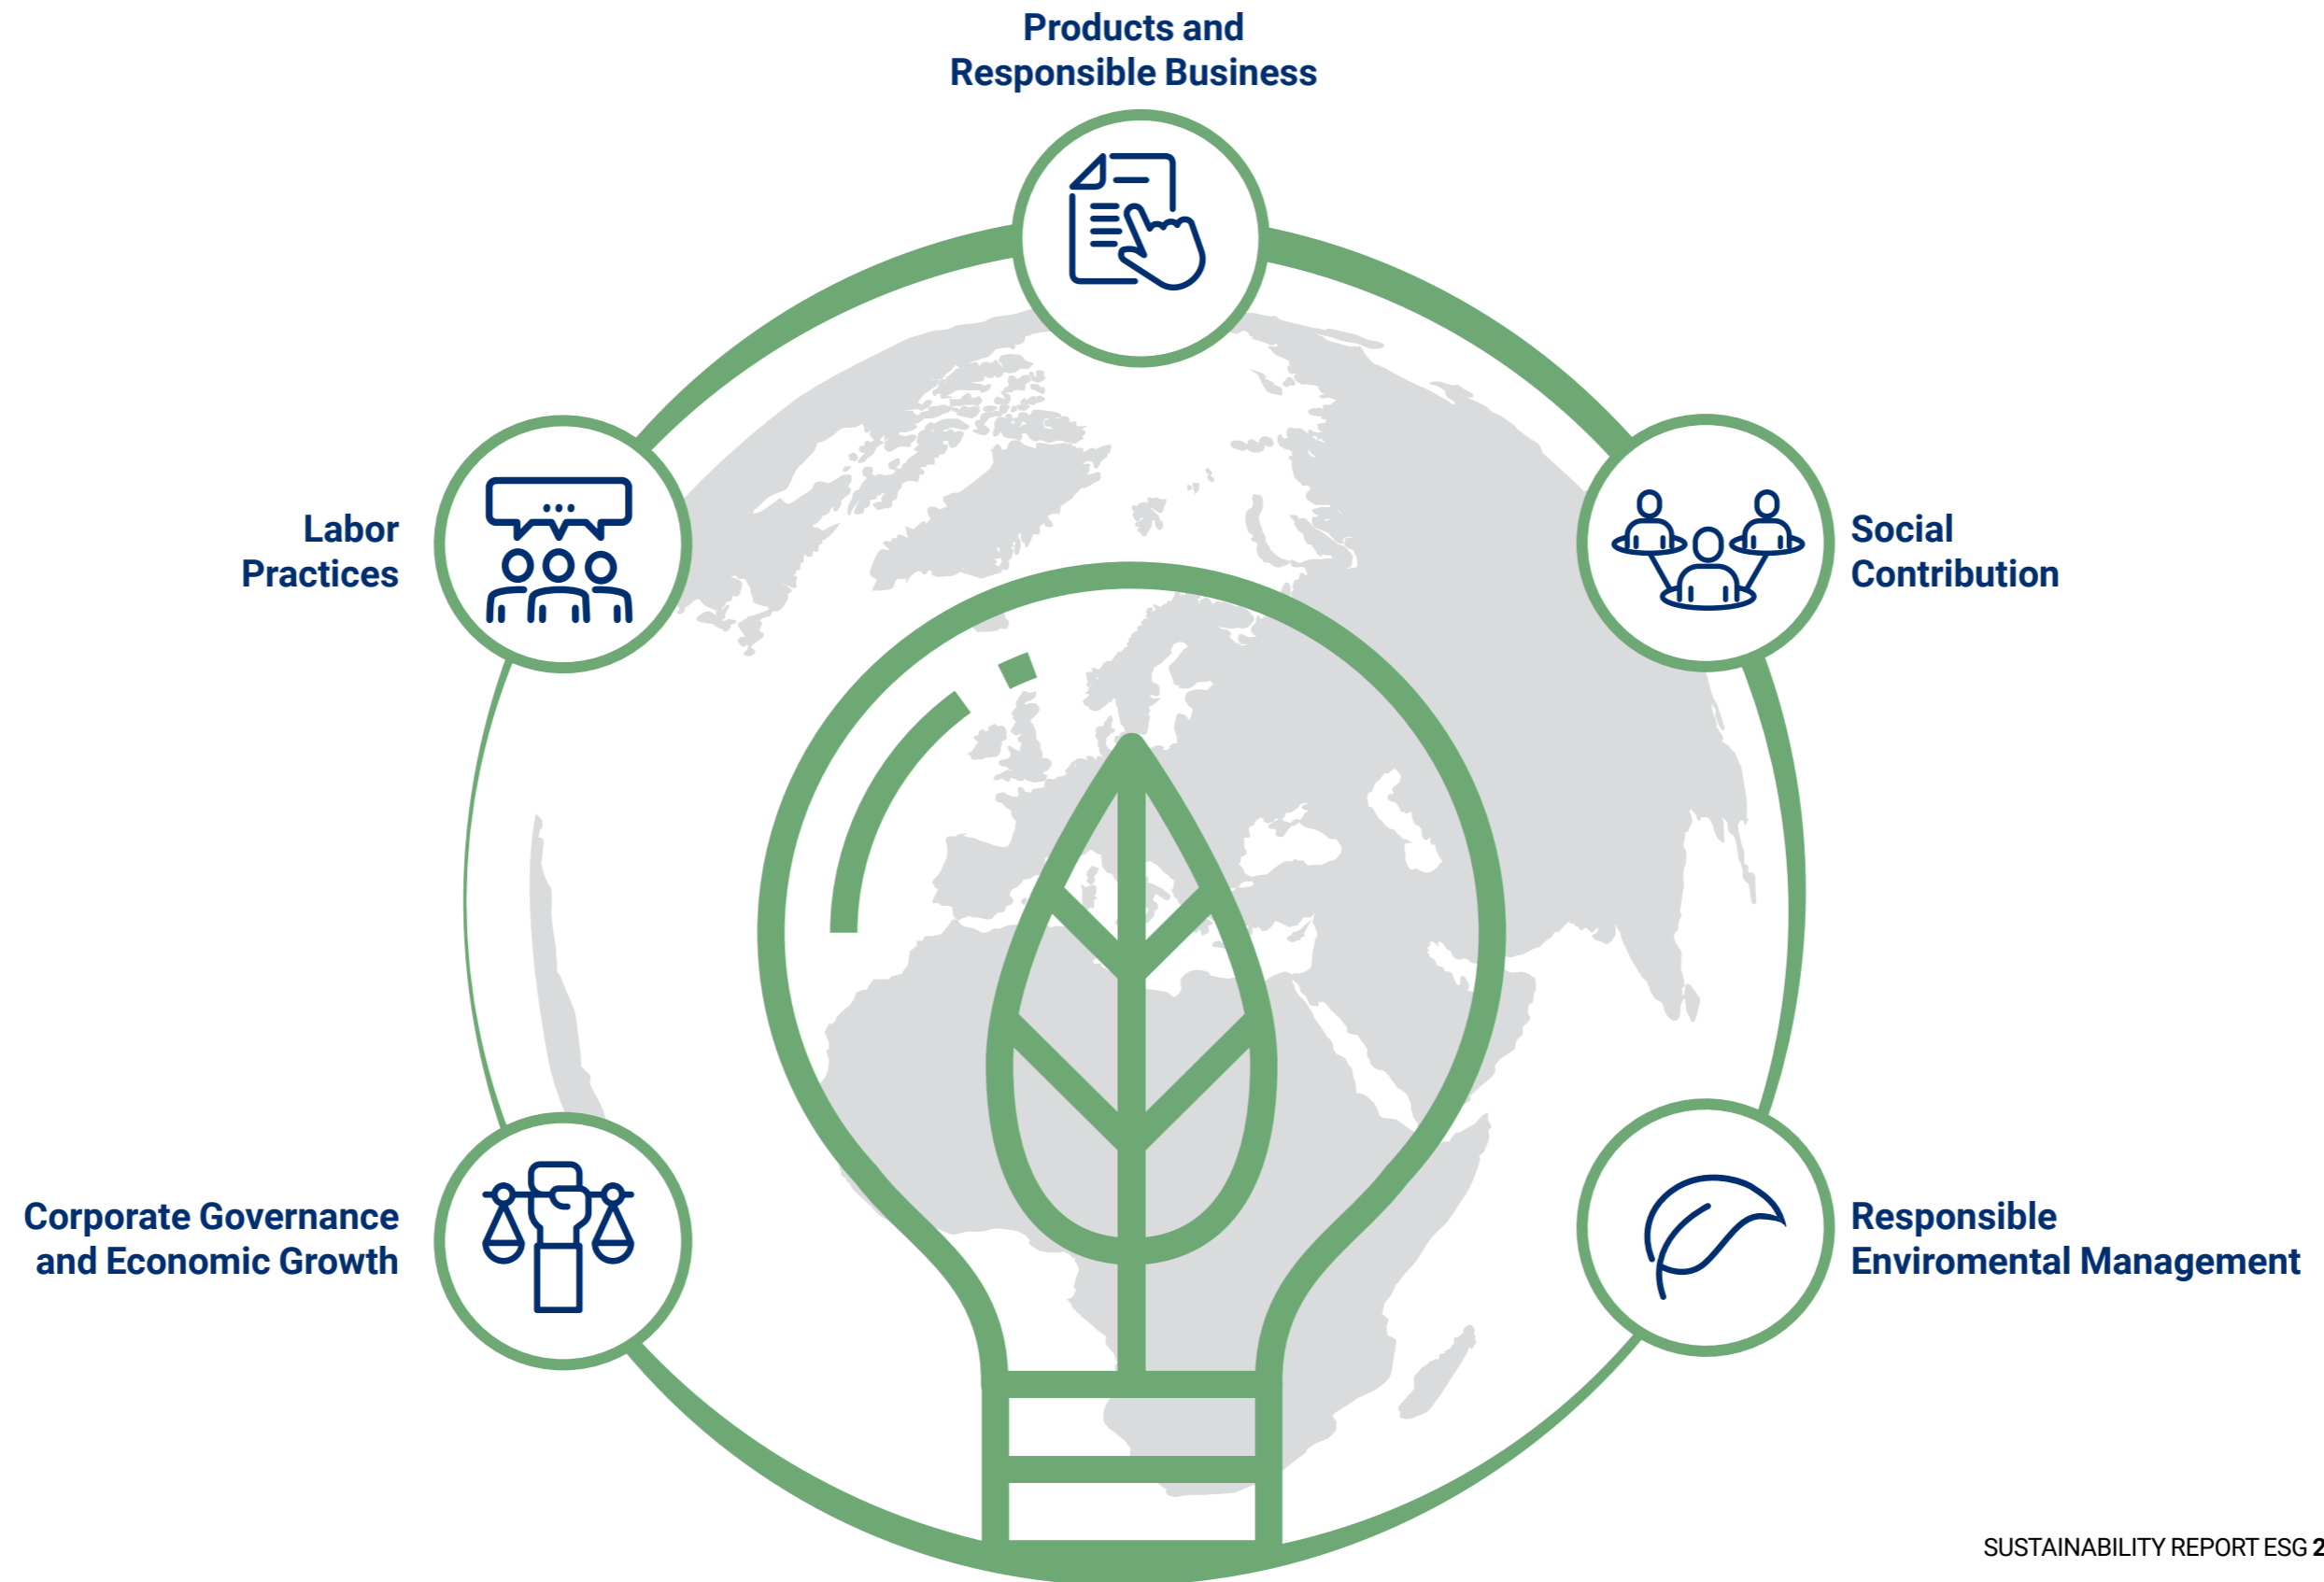 Products and
Responsible Business
Labor
Practices
Social
Contribution
Corporate Governance
and Economic Growth
Responsible
Enviromental Management
SUSTAINABILITY REPORT ESG 2